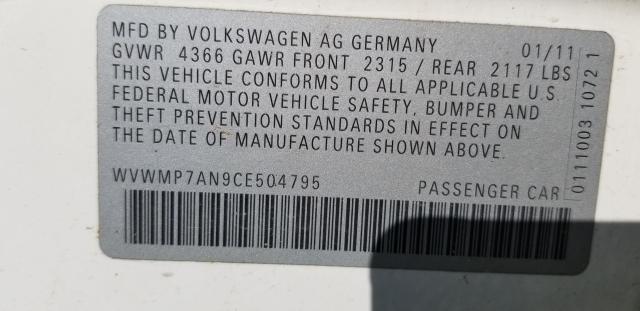 MFD BY VOLKSWAGEN AG GERMANY 01/11
GVWR 4366 GAWR FRONT 2315 / REAR 2117 LBS
THIS VEHICLE CONFORMS TO ALL APPLICABLE U.S.
FEDERAL MOTOR VEHICLE SAFETY, BUMPER AND
THEFT PREVENTION STANDARDS IN EFFECT ON
THE DATE OF MANUFACTURE SHOWN ABOVE.
WVWMP7AN9CE504795 PASSENGER CAR
0111003 1072 1